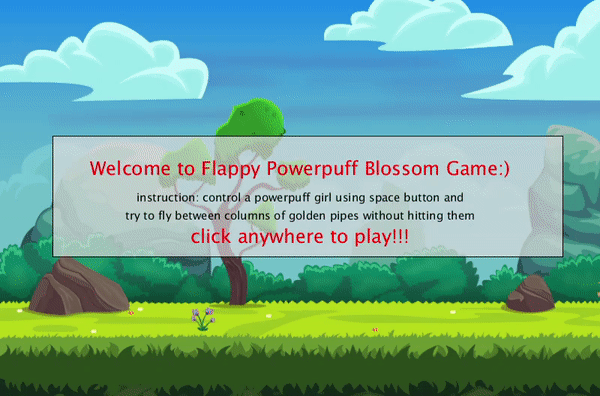 Welcome to Flappy Powerpuff Blossom Game:)
instruction: control a powerpuff girl using space button and
try to fly between columns of golden pipes without hitting them
click anywhere to play!!!